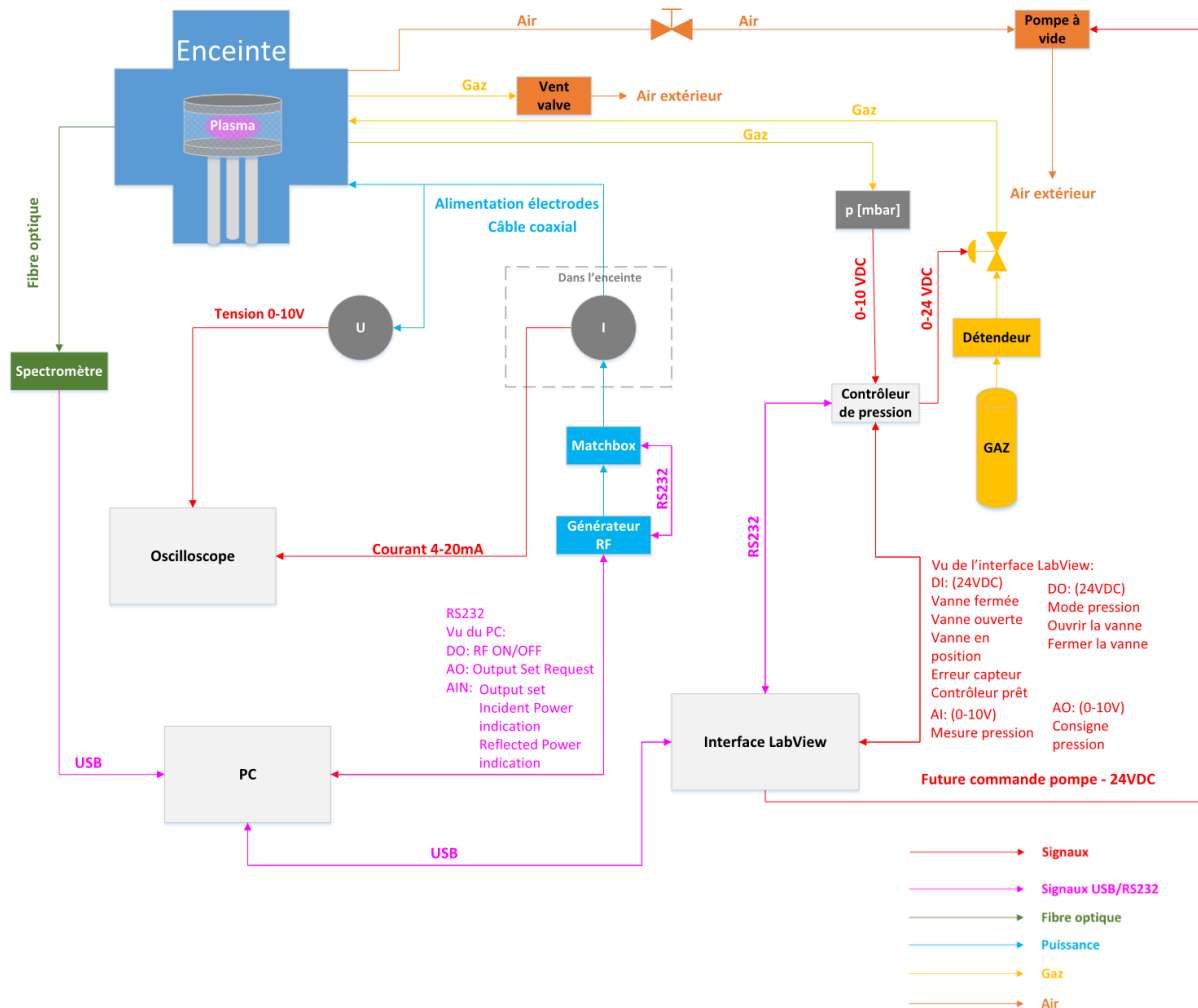 Air
Air
Pompe à
vide
Enceinte
Gaz
Vent
valve
Air extérieur
Plasma
Gaz
Gaz
Air extérieur
p [mbar]
Alimentation électrodes
Câble coaxial
Fibre optique
Dans l'enceinte
0-10 VDC
0-24 VDC
Tension 0-10V
U
I
Détendeur
Spectromètre
Contrôleur
de pression
Matchbox
GAZ
RS232
Générateur
RF
RS232
Oscilloscope
Courant 4-20mA
Vu de l'interface LabView:
DI: (24VDC)
Vanne fermée
Vanne ouverte
Vanne en
position
Erreur capteur
Contrôleur prêt
AI: (0-10V)
Mesure pression
DO: (24VDC)
Mode pression
Ouvrir la vanne
Fermer la vanne
AO: (0-10V)
Consigne
pression
RS232
Vu du PC:
DO: RF ON/OFF
AO: Output Set Request
AIN: Output set
Incident Power
indication
Reflected Power
indication
Interface LabView
USB
PC
Future commande pompe - 24VDC
USB
Signaux
Signaux USB/RS232
Fibre optique
Puissance
Gaz
Air